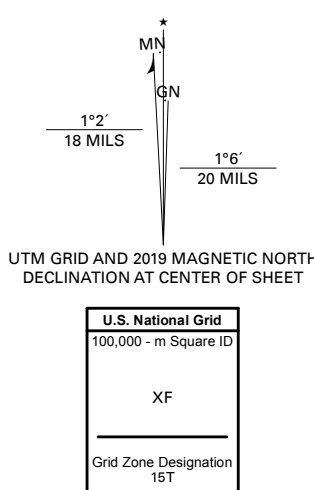 ★
MN
GN
1°2´
18 MILS
1°6´
20 MILS
UTM GRID AND 2019 MAGNETIC NORTH
DECLINATION AT CENTER OF SHEET
U.S. National Grid
100,000 - m Square ID
XF
Grid Zone Designation
15T